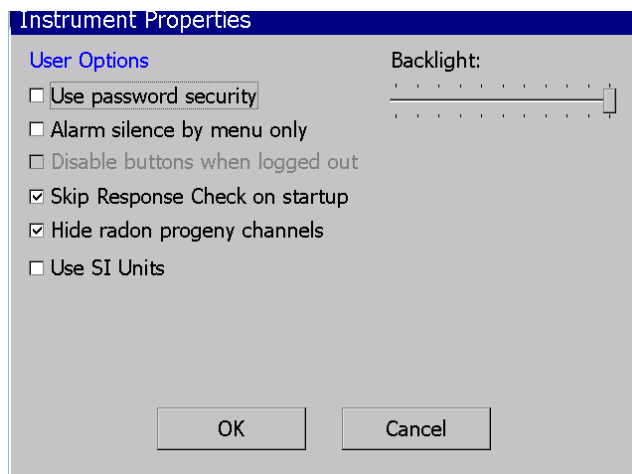 Instrument Properties
User Options
Backlight:
Use password security
Alarm silence by menu only
Disable buttons when logged out
Skip Response Check on startup
Hide radon progeny channels
Use SI Units
OK
Cancel